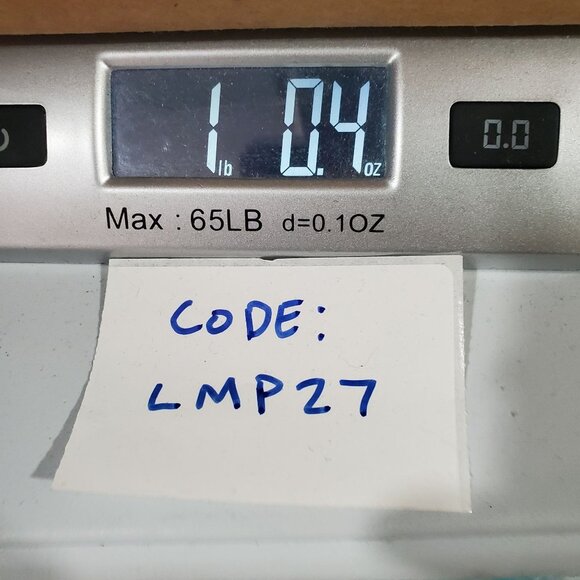 1 lb 0.4 oz
0.0
Max : 65LB d=0.1OZ
CODE:
LMP27